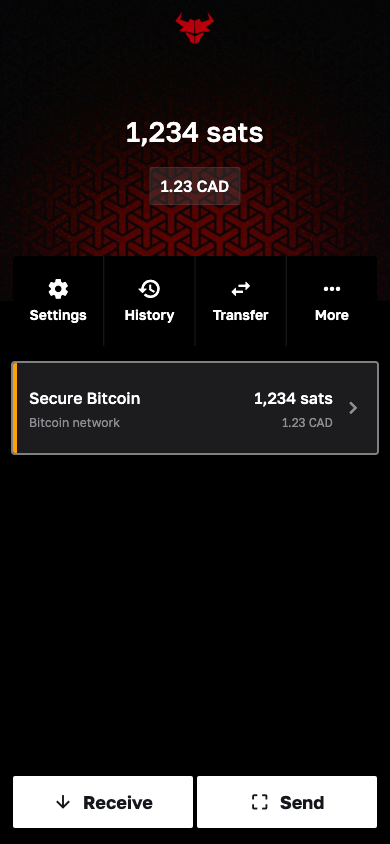 1,234 sats
1.23 CAD
Settings History Transfer More
Secure Bitcoin 1,234 sats
Bitcoin network 1.23 CAD
Receive Send